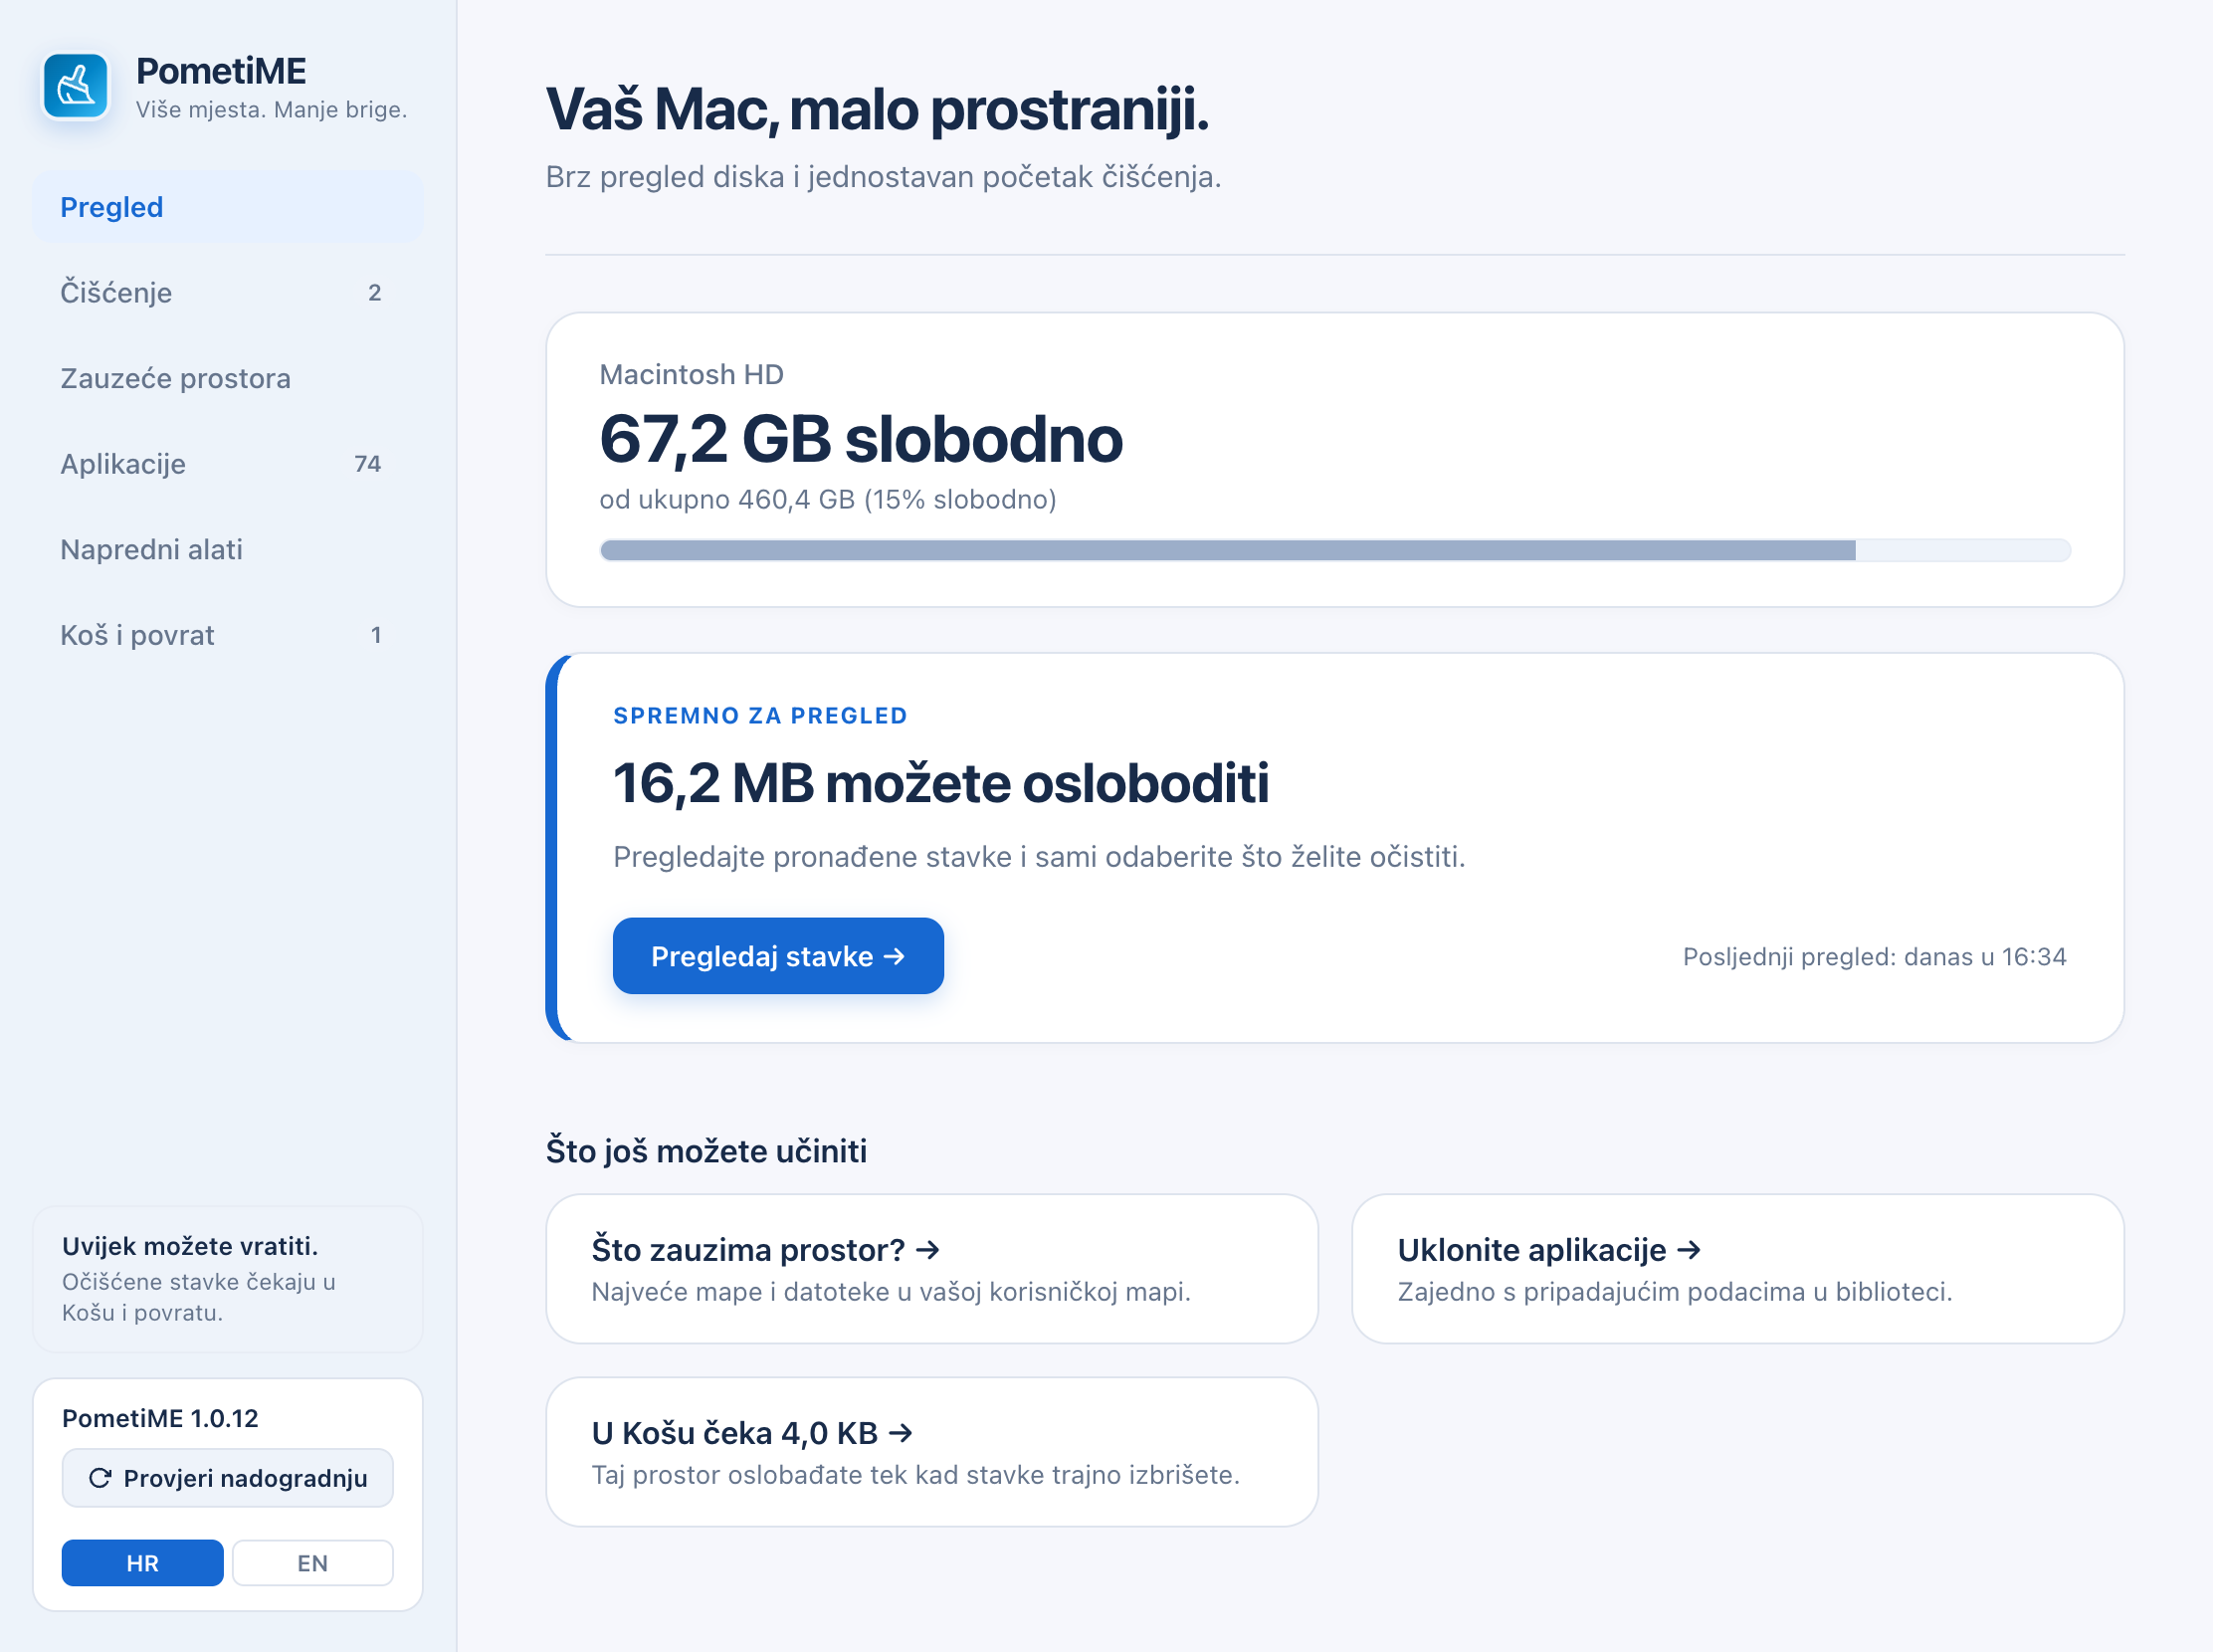 PometiME
Više mjesta. Manje brige.
Pregled
Čišćenje 2
Zauzeće prostora
Aplikacije 74
Napredni alati
Koš i povrat 1
Uvijek možete vratiti.
Očišćene stavke čekaju u
Košu i povratu.
PometiME 1.0.12
Provjeri nadogradnju
HR EN
Vaš Mac, malo prostraniji.
Brz pregled diska i jednostavan početak čišćenja.
Macintosh HD
67,2 GB slobodno
od ukupno 460,4 GB (15% slobodno)
SPREMNO ZA PREGLED
16,2 MB možete osloboditi
Pregledajte pronađene stavke i sami odaberite što želite očistiti.
Pregledaj stavke →
Posljednji pregled: danas u 16:34
Što još možete učiniti
Što zauzima prostor? →
Najveće mape i datoteke u vašoj korisničkoj mapi.
Uklonite aplikacije →
Zajedno s pripadajućim podacima u biblioteci.
U Košu čeka 4,0 KB →
Taj prostor oslobađate tek kad stavke trajno izbrišete.